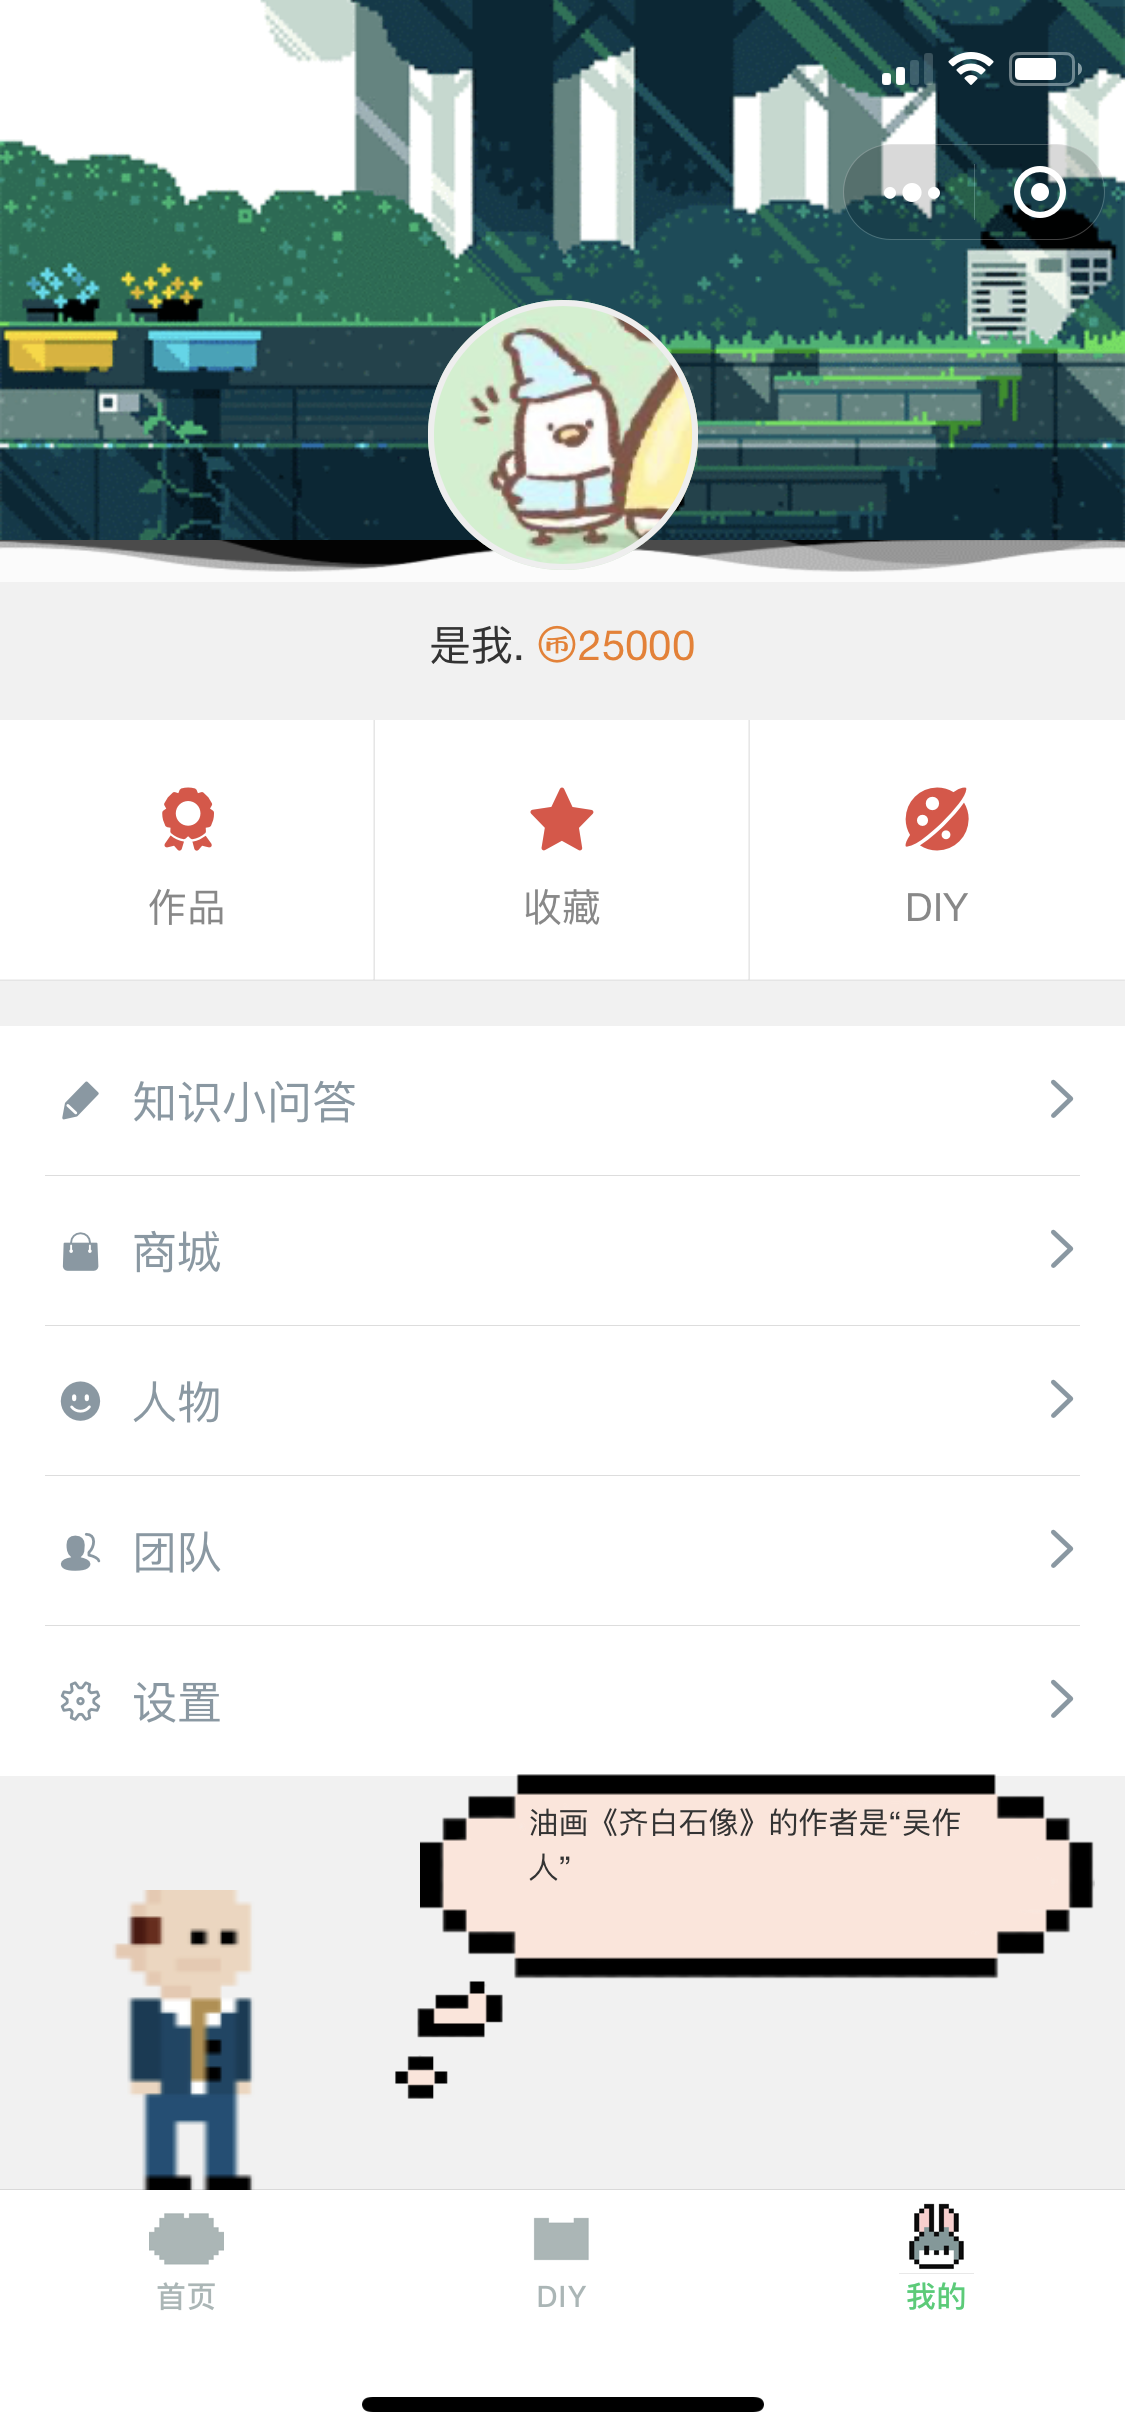 是我. 币25000
作品
收藏
DIY
知识小问答
商城
人物
团队
设置
油画《齐白石像》的作者是“吴作
人”
首页
DIY
我的